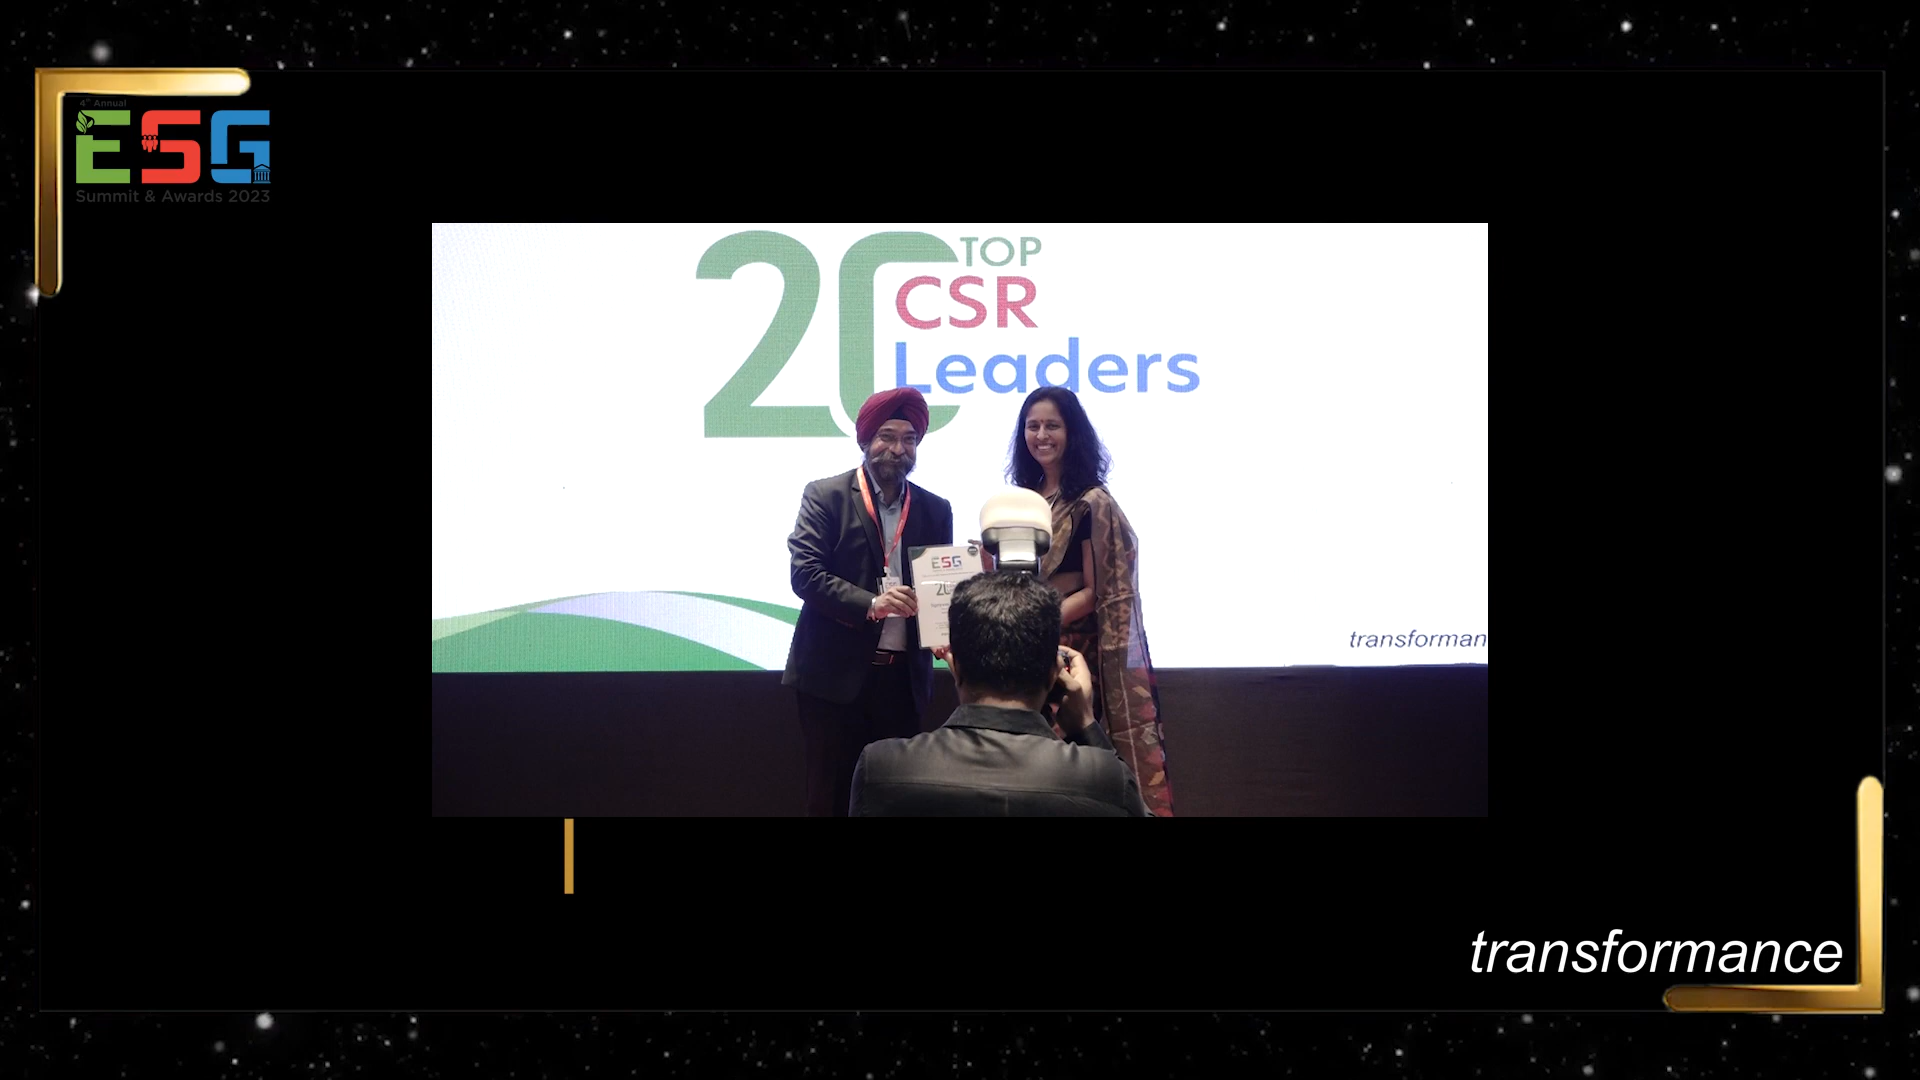 4th Annual
ESG
Summit & Awards 2023
20
TOP
CSR
Leaders
ESG
20
transforman
transformance